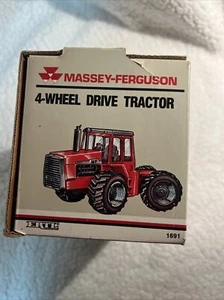 MASSEY-FERGUSON
4-WHEEL DRIVE TRACTOR
ERTL
1691